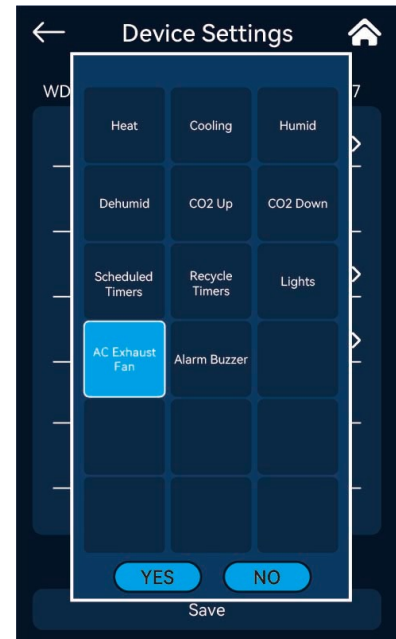 Device Settings
WD
7
Heat
Cooling
Humid
Dehumid
CO2 Up
CO2 Down
Scheduled
Timers
Recycle
Timers
Lights
AC Exhaust
Fan
Alarm Buzzer
YES
NO
Save